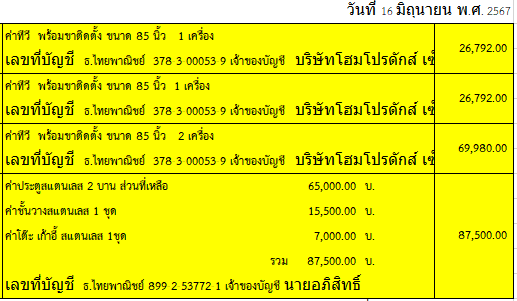 วันที่ 16 มิถุนายน พ.ศ. 2567
ค่าทีวี พร้อมขาติดตั้ง ขนาด 85 นิ้ว 1 เครื่อง
26,792.00
เลขที่บัญชี ธ.ไทยพาณิชย์ 378-3-00053-9 เจ้าของบัญชี บริษัทโฮมโปรดักส์ เซ็
ค่าทีวี พร้อมขาติดตั้ง ขนาด 85 นิ้ว 1 เครื่อง
26,792.00
เลขที่บัญชี ธ.ไทยพาณิชย์ 378-3-00053-9 เจ้าของบัญชี บริษัทโฮมโปรดักส์ เซ็
ค่าทีวี พร้อมขาติดตั้ง ขนาด 85 นิ้ว 2 เครื่อง
69,980.00
เลขที่บัญชี ธ.ไทยพาณิชย์ 378-3-00053-9 เจ้าของบัญชี บริษัทโฮมโปรดักส์ เซ็
ค่าประตูสแตนเลส 2 บาน ส่วนที่เหลือ 65,000.00 บ.
ค่าชั้นวางสแตนเลส 1 ชุด 15,500.00 บ.
ค่าโต๊ะ เก้าอี้ สแตนเลส 1ชุด 7,000.00 บ. 87,500.00
รวม 87,500.00 บ.
เลขที่บัญชี ธ.ไทยพาณิชย์ 899-2-53772-1 เจ้าของบัญชี นายอภิสิทธิ์